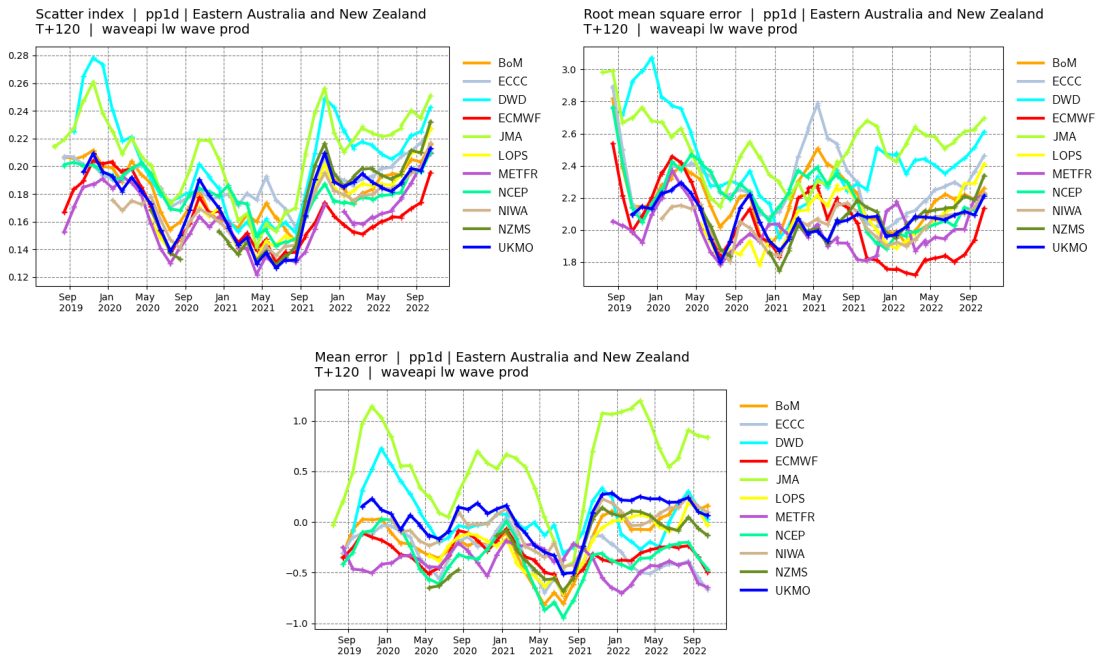 Scatter index | pp1d | Eastern Australia and New Zealand
T+120 | waveapi lw wave prod
0.28
0.26
0.24
0.22
0.20
0.18
0.16
0.14
0.12
Sep Jan May Sep Jan May Sep Jan May Sep
2019 2020 2020 2020 2021 2021 2021 2022 2022 2022
BoM
ECCC
DWD
ECMWF
JMA
LOPS
METFR
NCEP
NIWA
NZMS
UKMO
Root mean square error | pp1d | Eastern Australia and New Zealand
T+120 | waveapi lw wave prod
3.0
2.8
2.6
2.4
2.2
2.0
1.8
Sep Jan May Sep Jan May Sep Jan May Sep
2019 2020 2020 2020 2021 2021 2021 2022 2022 2022
BoM
ECCC
DWD
ECMWF
JMA
LOPS
METFR
NCEP
NIWA
NZMS
UKMO
Mean error | pp1d | Eastern Australia and New Zealand
T+120 | waveapi lw wave prod
1.0
0.5
0.0
−0.5
−1.0
Sep Jan May Sep Jan May Sep Jan May Sep
2019 2020 2020 2020 2021 2021 2021 2022 2022 2022
BoM
ECCC
DWD
ECMWF
JMA
LOPS
METFR
NCEP
NIWA
NZMS
UKMO